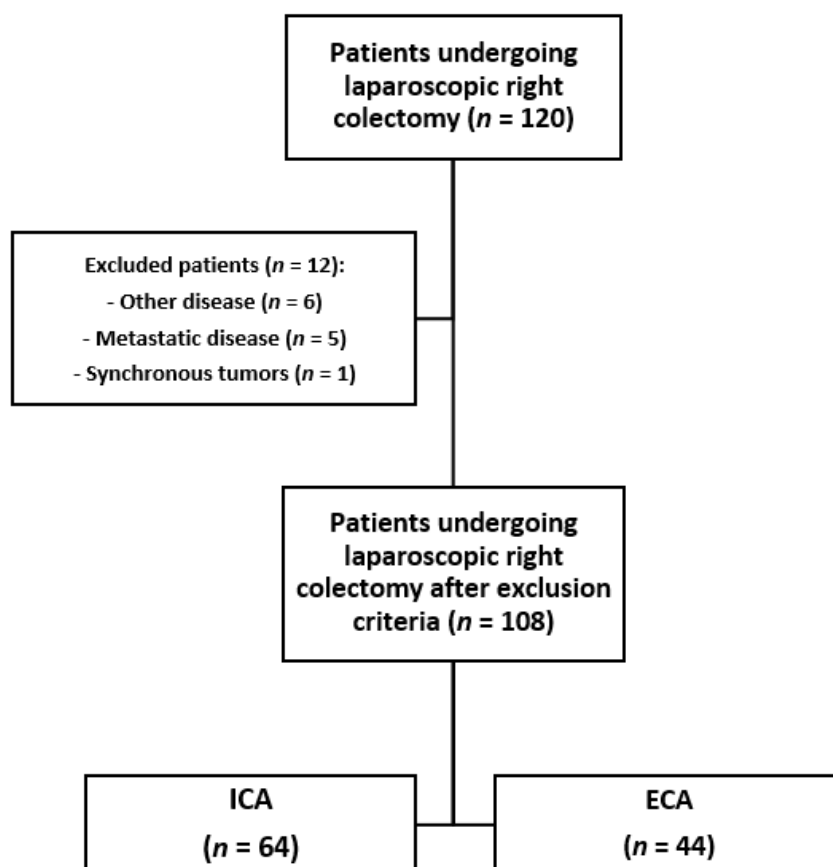 Patients undergoing
laparoscopic right
colectomy (n = 120)
Excluded patients (n = 12):
- Other disease (n = 6)
- Metastatic disease (n = 5)
- Synchronous tumors (n = 1)
Patients undergoing
laparoscopic right
colectomy after exclusion
criteria (n = 108)
ICA
(n = 64)
ECA
(n = 44)